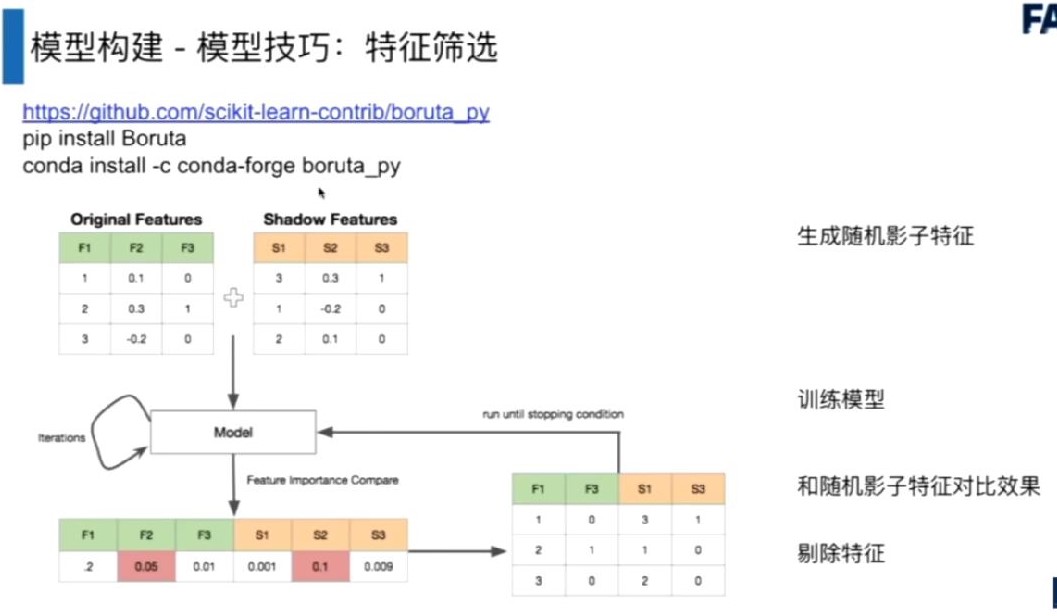 FA
模型构建 - 模型技巧：特征筛选
https://github.com/scikit-learn-contrib/boruta_py
pip install Boruta
conda install -c conda-forge boruta_py
Original Features
Shadow Features
F1 F2 F3
S1 S2 S3
1 0.1 0
3 0.3 1
2 0.3 1
1 -0.2 0
3 -0.2 0
2 0.1 0
生成随机影子特征
训练模型
run until stopping condition
Iterations
Model
Feature Importance Compare
和随机影子特征对比效果
F1 F2 F3 S1 S2 S3
.2 0.05 0.01 0.001 0.1 0.009
F1 F3 S1 S3
1 0 3 1
2 1 1 0
3 0 2 0
剔除特征